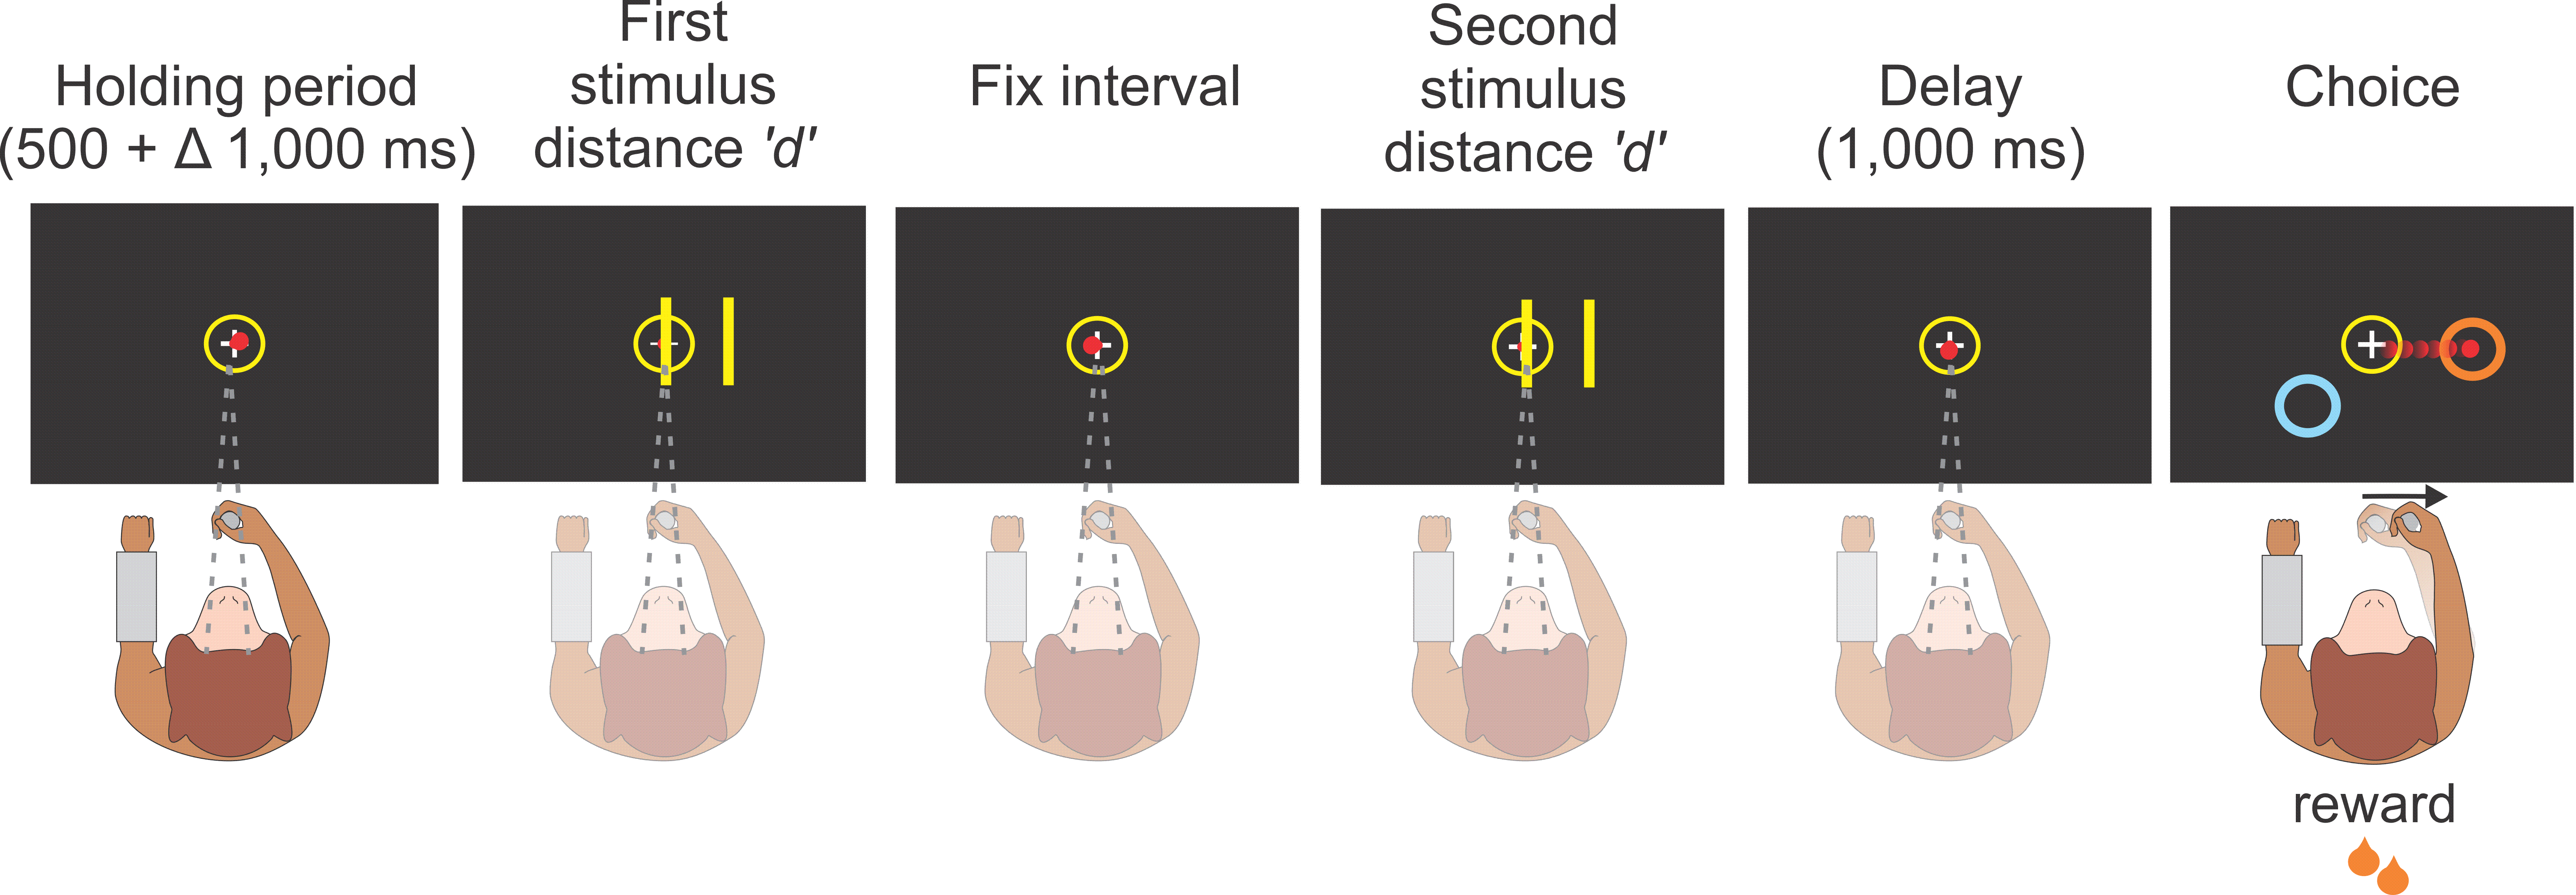 Holding period
(500 + Δ 1,000 ms)
First
stimulus
distance 'd'
Fix interval
Second
stimulus
distance 'd'
Delay
(1,000 ms)
Choice
reward